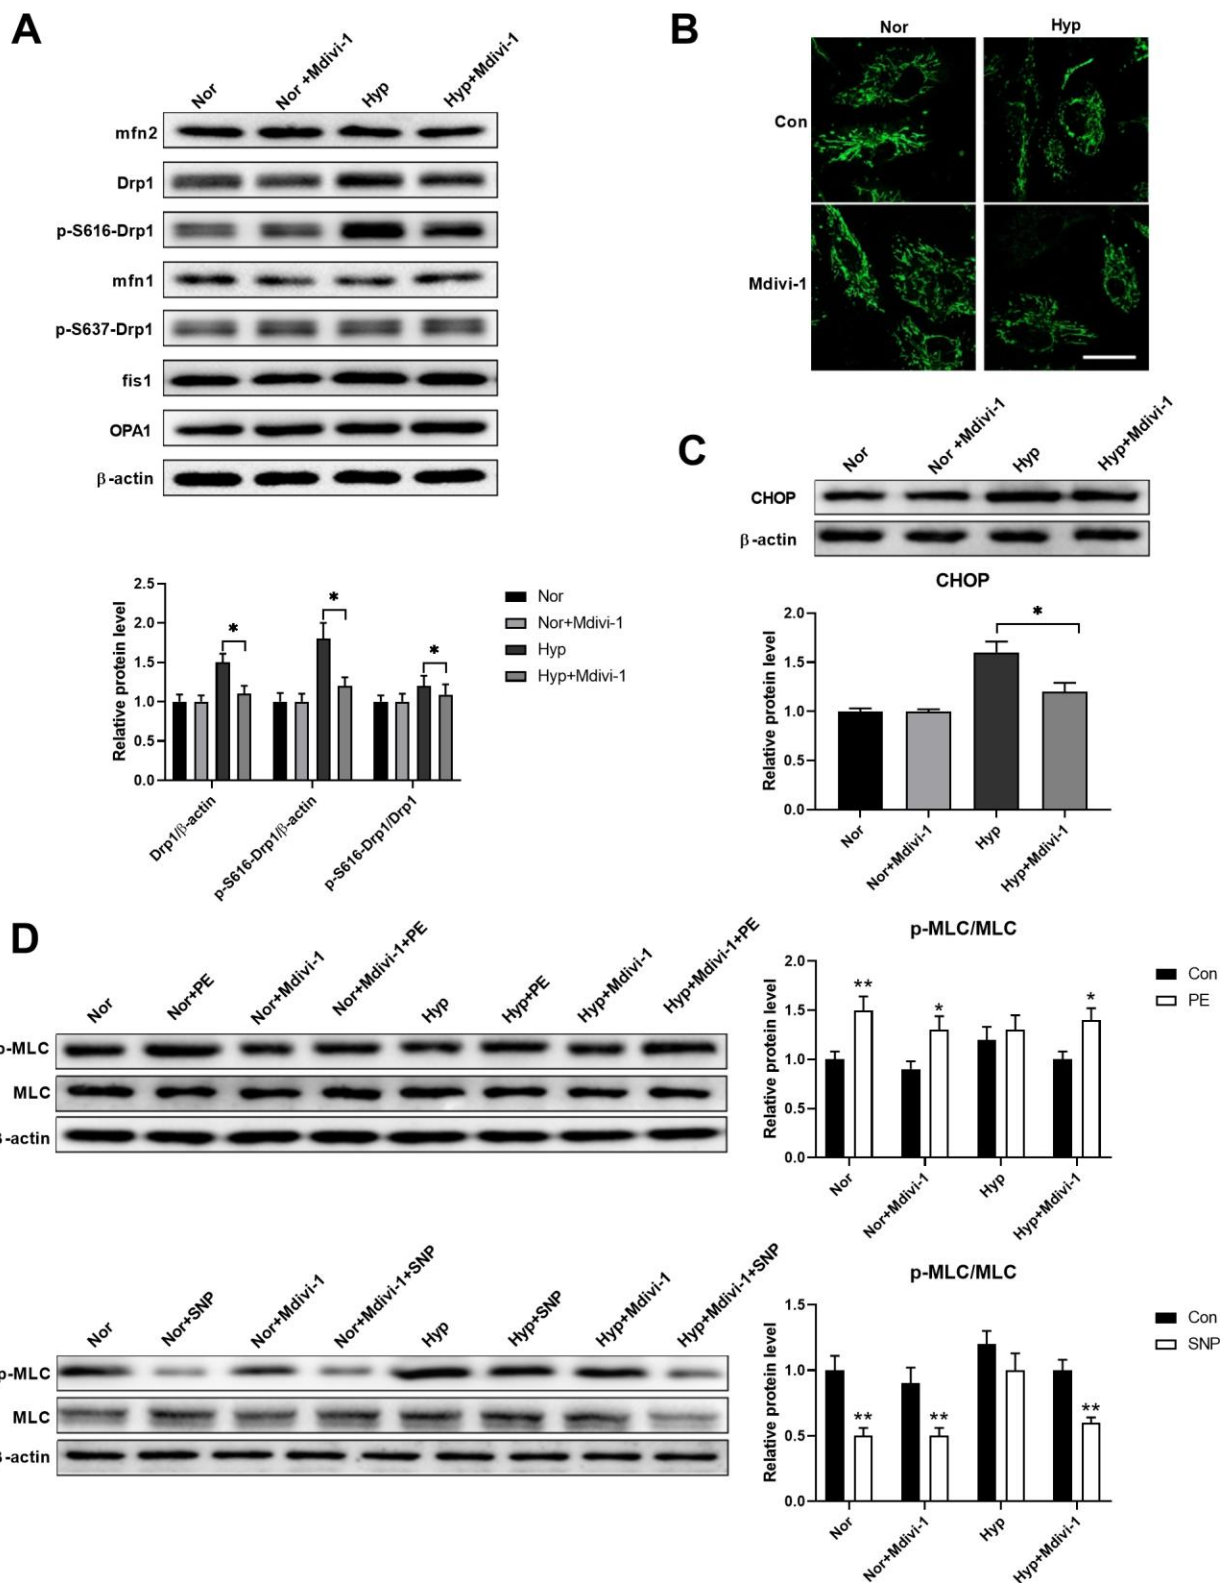 A
Nor
Nor +Mdivi-1
Hyp
Hyp+Mdivi-1
mfn2
Drp1
p-S616-Drp1
mfn1
p-S637-Drp1
fis1
OPA1
β-actin
Relative protein level
2.5
2.0
1.5
1.0
0.5
0.0
*
*
*
Drp1/β-actin
p-S616-Drp1/β-actin
p-S616-Drp1/Drp1
Nor
Nor+Mdivi-1
Hyp
Hyp+Mdivi-1
B
Nor
Hyp
Con
Mdivi-1
C
Nor
Nor +Mdivi-1
Hyp
Hyp+Mdivi-1
CHOP
β-actin
CHOP
Relative protein level
2.0
1.5
1.0
0.5
0.0
*
Nor
Nor+Mdivi-1
Hyp
Hyp+Mdivi-1
D
Nor
Nor+PE
Nor+Mdivi-1
Nor+Mdivi-1+PE
Hyp
Hyp+PE
Hyp+Mdivi-1
Hyp+Mdivi-1+PE
p-MLC
MLC
β-actin
p-MLC/MLC
Relative protein level
2.0
1.5
1.0
0.5
0.0
**
*
*
Nor
Nor+Mdivi-1
Hyp
Hyp+Mdivi-1
Con
PE
Nor
Nor+SNP
Nor+Mdivi-1
Nor+Mdivi-1+SNP
Hyp
Hyp+SNP
Hyp+Mdivi-1
Hyp+Mdivi-1+SNP
p-MLC
MLC
β-actin
p-MLC/MLC
Relative protein level
1.5
1.0
0.5
0.0
**
**
**
Nor
Nor+Mdivi-1
Hyp
Hyp+Mdivi-1
Con
SNP